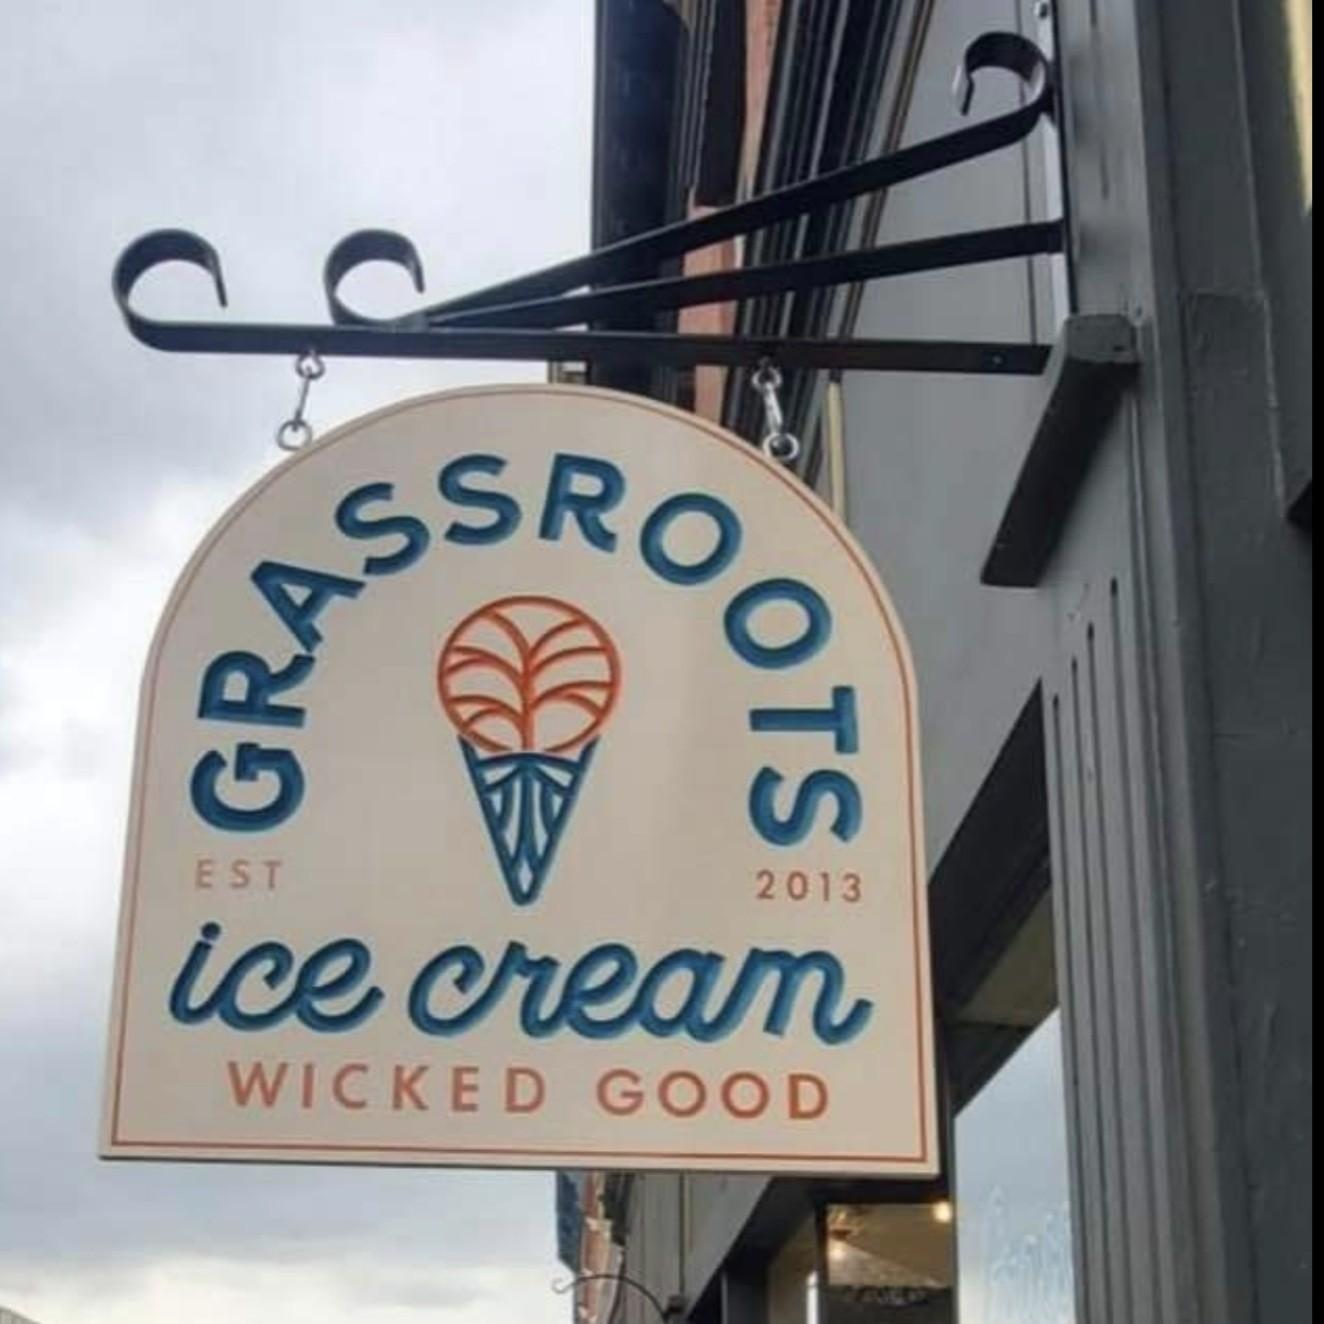 GRASSROOTS
EST 2013
ice cream
WICKED GOOD